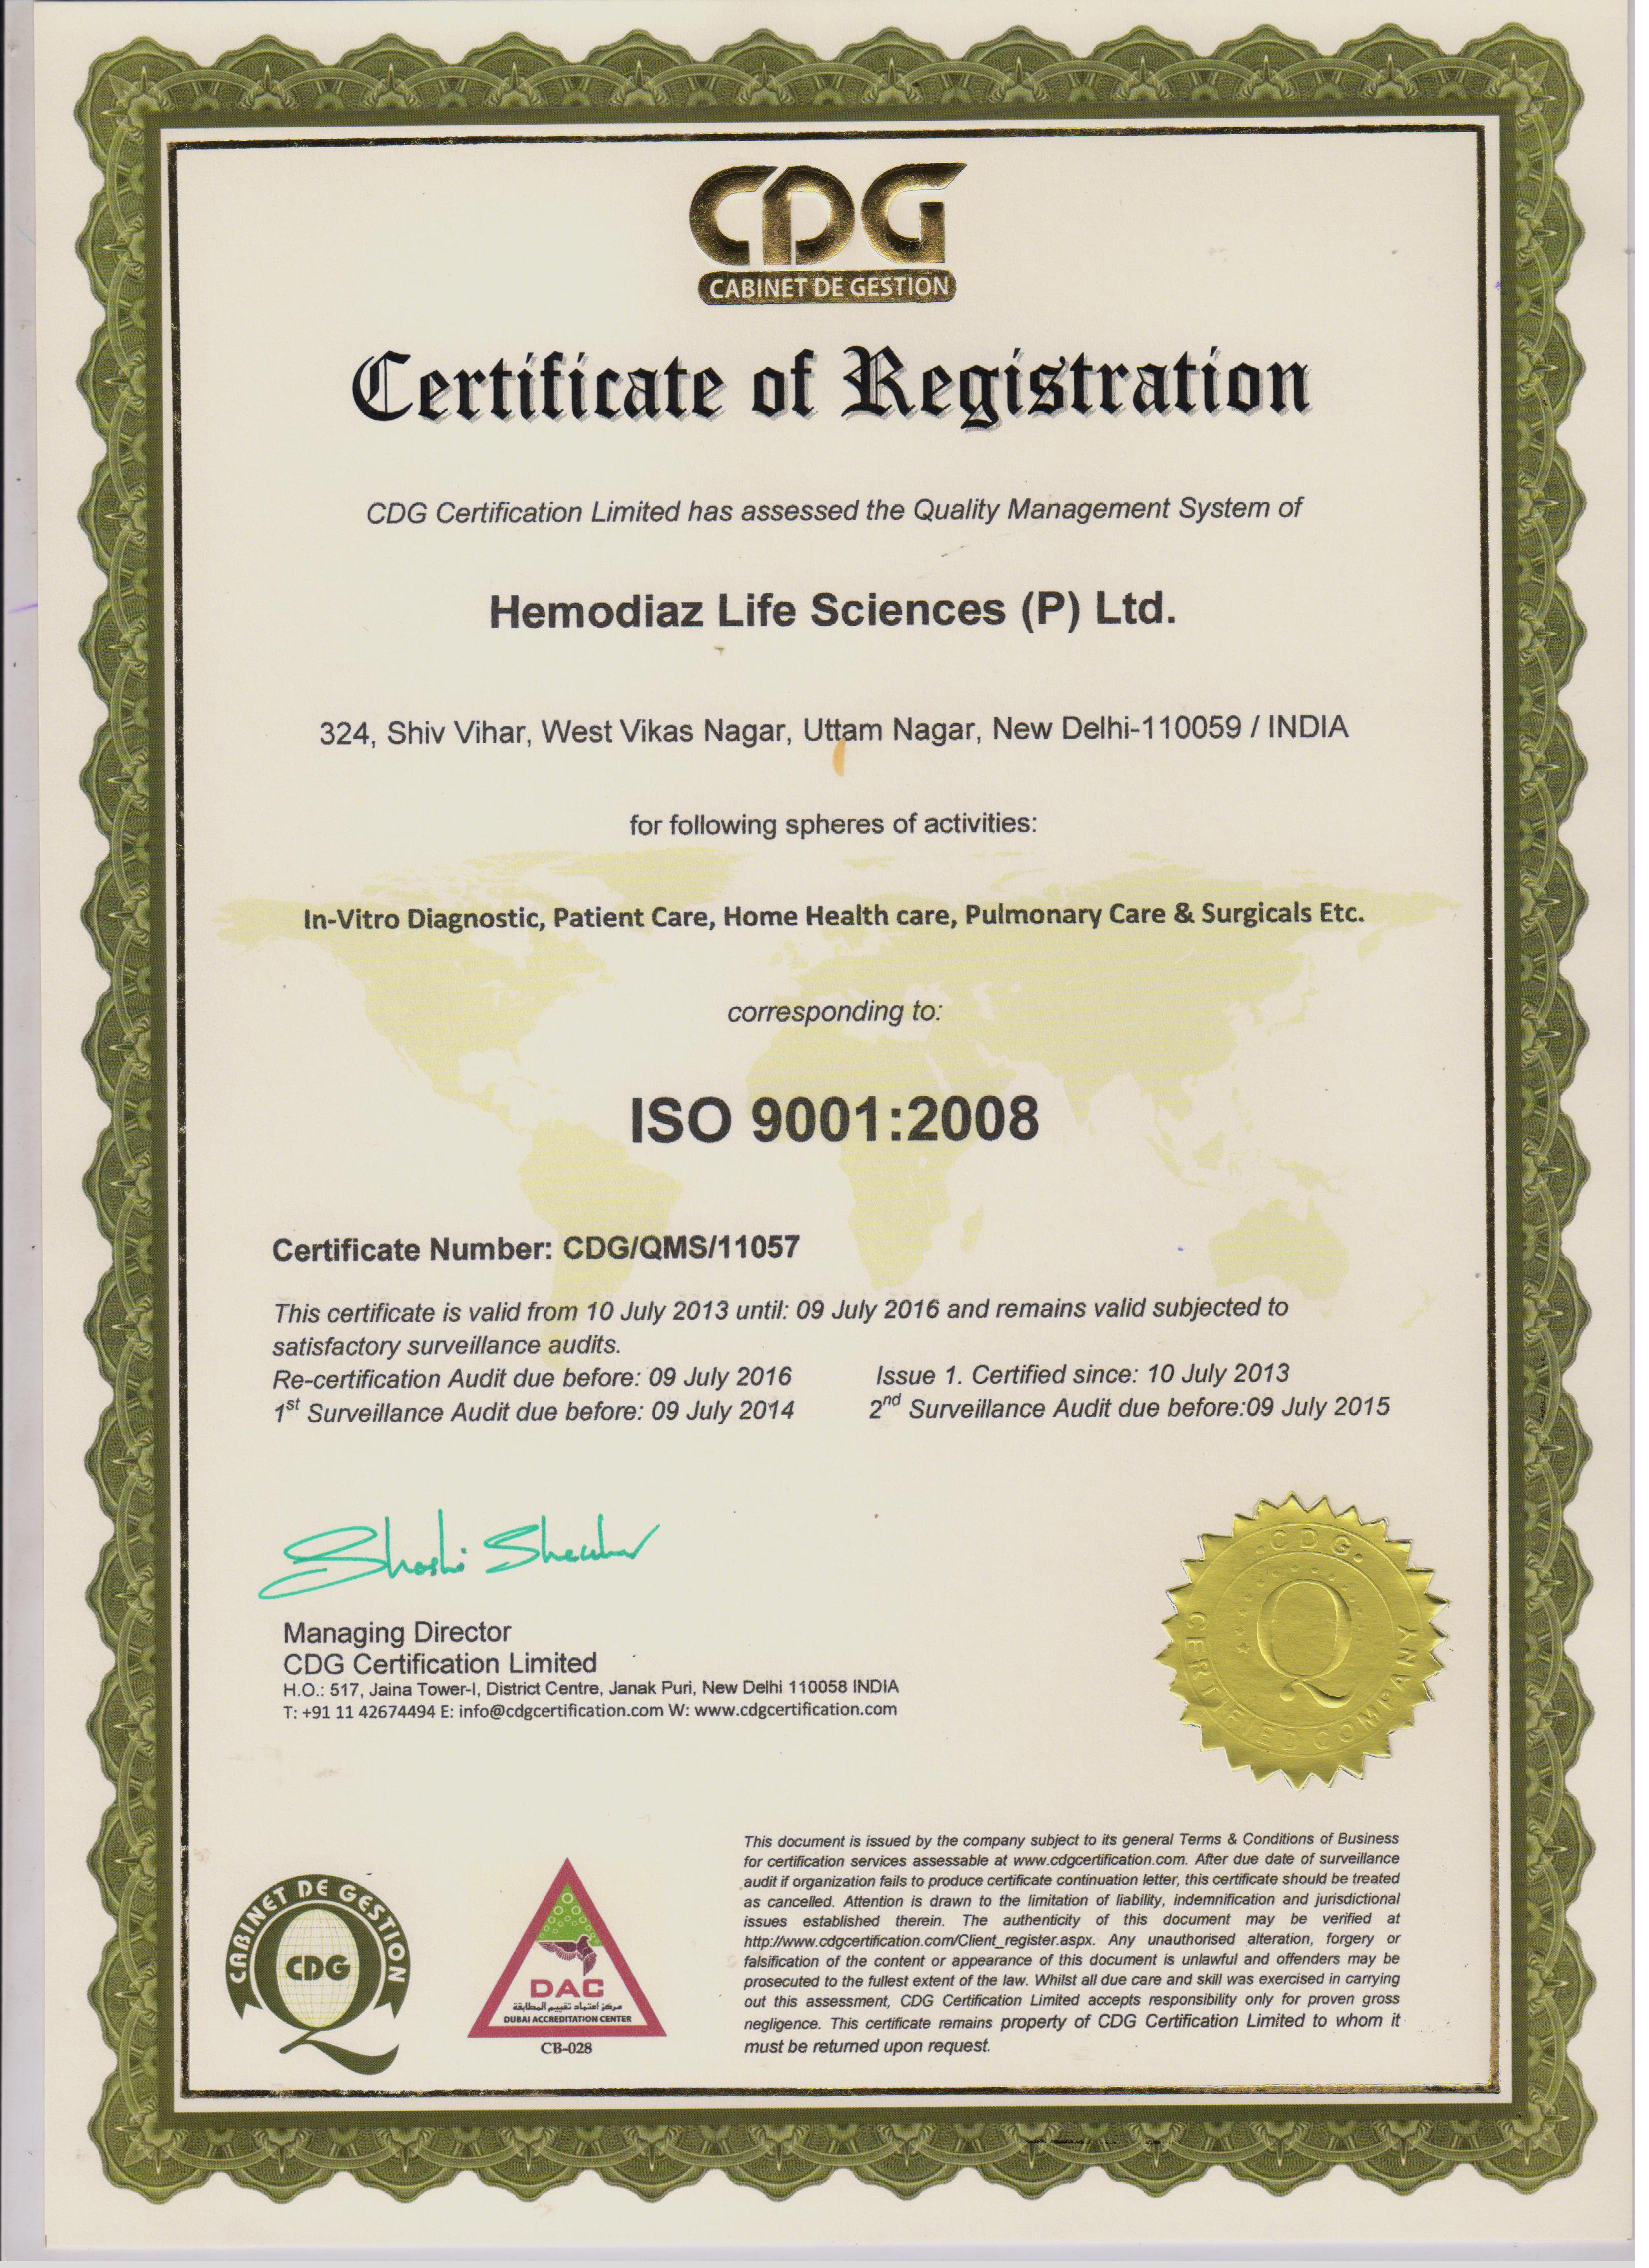 CDG
CABINET DE GESTION
Certificate of Registration
CDG Certification Limited has assessed the Quality Management System of
Hemodiaz Life Sciences (P) Ltd.
324, Shiv Vihar, West Vikas Nagar, Uttam Nagar, New Delhi-110059 / INDIA
for following spheres of activities:
In-Vitro Diagnostic, Patient Care, Home Health care, Pulmonary Care & Surgicals Etc.
corresponding to:
ISO 9001:2008
Certificate Number: CDG/QMS/11057
This certificate is valid from 10 July 2013 until: 09 July 2016 and remains valid subjected to
satisfactory surveillance audits.
Re-certification Audit due before: 09 July 2016 Issue 1. Certified since: 10 July 2013
1st Surveillance Audit due before: 09 July 2014 2nd Surveillance Audit due before:09 July 2015
Shashi Shekhar
Managing Director
CDG Certification Limited
H.O.: 517, Jaina Tower-I, District Centre, Janak Puri, New Delhi 110058 INDIA
T: +91 11 42674494 E: info@cdgcertification.com W: www.cdgcertification.com
CDG
Q
CERTIFIED COMPANY
CABINET DE GESTION
CDG
DAC
مركز اعتماد تقييم المطابقة
DUBAI ACCREDITATION CENTER
CB-028
This document is issued by the company subject to its general Terms & Conditions of Business
for certification services assessable at www.cdgcertification.com. After due date of surveillance
audit if organization fails to produce certificate continuation letter, this certificate should be treated
as cancelled. Attention is drawn to the limitation of liability, indemnification and jurisdictional
issues established therein. The authenticity of this document may be verified at
http://www.cdgcertification.com/Client_register.aspx. Any unauthorised alteration, forgery or
falsification of the content or appearance of this document is unlawful and offenders may be
prosecuted to the fullest extent of the law. Whilst all due care and skill was exercised in carrying
out this assessment, CDG Certification Limited accepts responsibility only for proven gross
negligence. This certificate remains property of CDG Certification Limited to whom it
must be returned upon request.